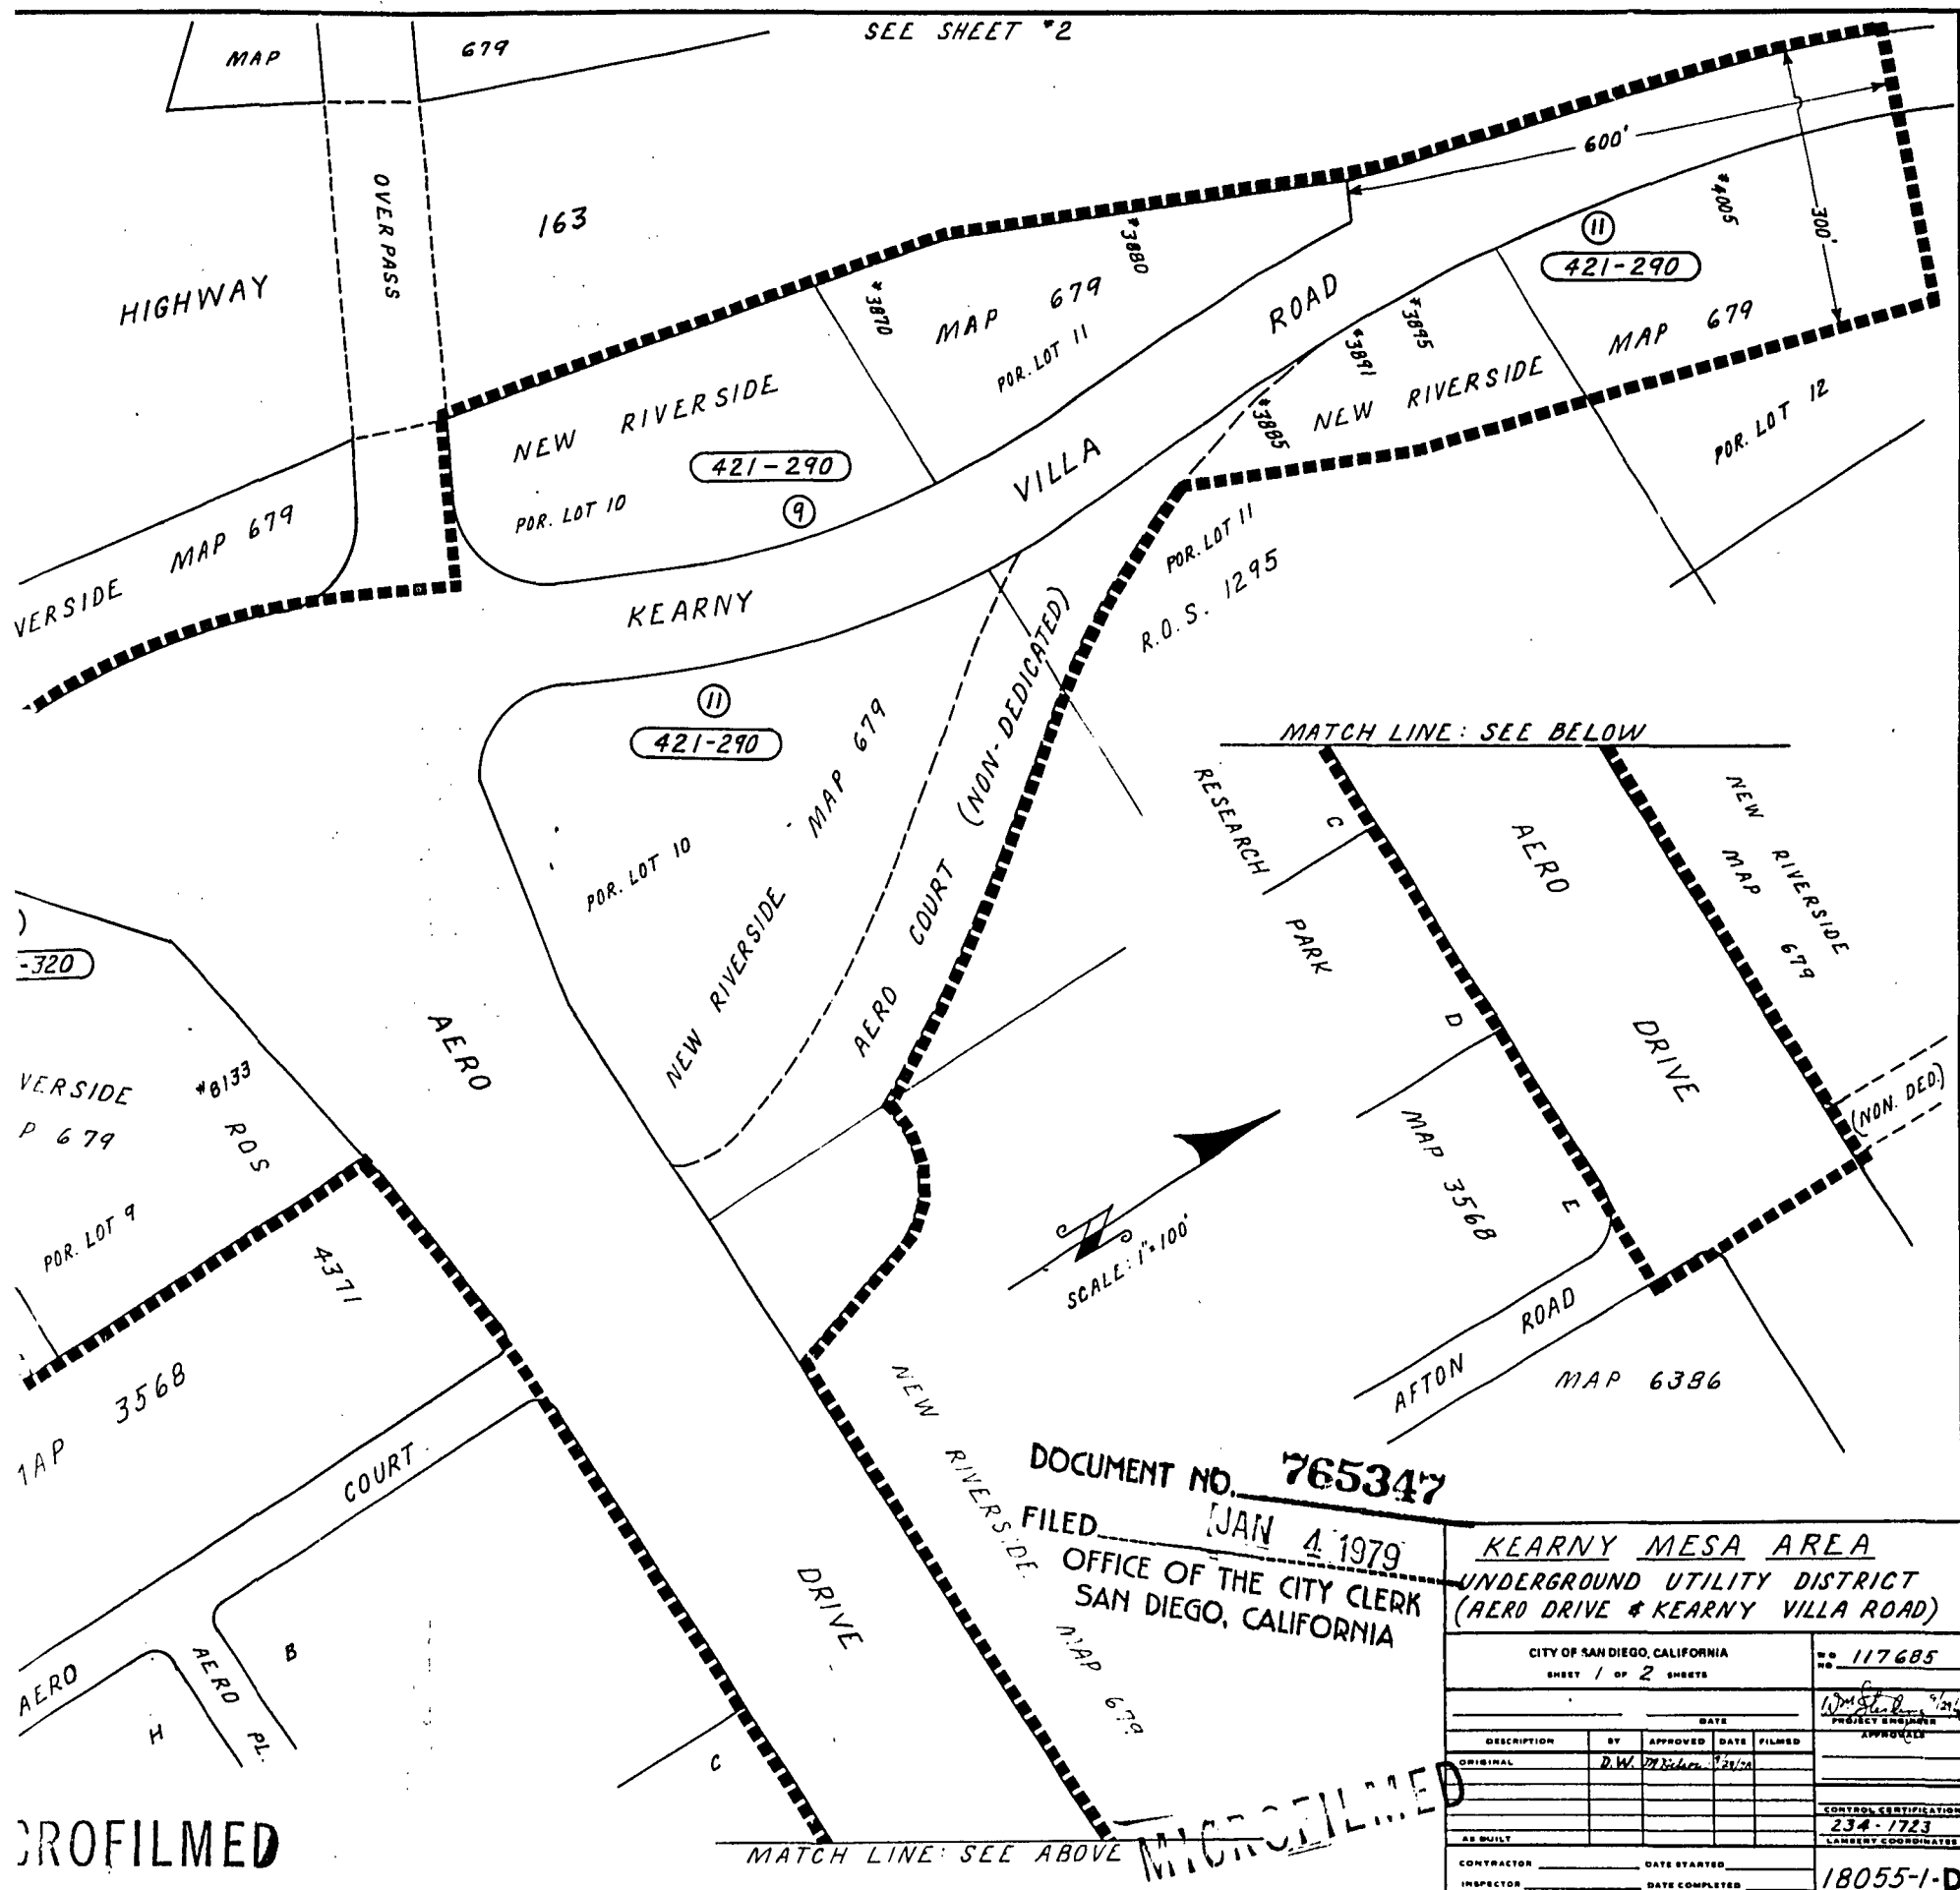 SEE SHEET #2
MAP 679
OVERPASS
163
HIGHWAY
600'
300'
#4005
11
421-290
MAP 679
#3880
#3870
MAP 679
POR. LOT 11
ROAD
#3895
#3891
#3885
NEW RIVERSIDE
POR. LOT 12
NEW RIVERSIDE
421-290
9
POR. LOT 10
VILLA
MAP 679
VERSIDE
KEARNY
POR. LOT 11
R.O.S. 1295
11
421-290
MAP 679
POR. LOT 10
NEW RIVERSIDE
AERO COURT (NON-DEDICATED)
MATCH LINE: SEE BELOW
RESEARCH PARK
C
D
E
MAP 3568
AERO DRIVE
NEW RIVERSIDE
MAP 679
(NON. DED.)
AFTON ROAD
MAP 6386
)
-320
AERO
VERSIDE
P 679
#8133
ROS
4371
POR. LOT 9
SCALE: 1"=100'
3568
AP
COURT
AERO
AERO PL.
B
H
C
DRIVE
NEW RIVERSIDE
MAP 679
MATCH LINE: SEE ABOVE
DOCUMENT NO. 765347
FILED JAN 4 1979
OFFICE OF THE CITY CLERK
SAN DIEGO, CALIFORNIA
CROFILMED
MICROFILMED
KEARNY MESA AREA
UNDERGROUND UTILITY DISTRICT
(AERO DRIVE & KEARNY VILLA ROAD)
CITY OF SAN DIEGO, CALIFORNIA
SHEET 1 OF 2 SHEETS
W.O. NO. 117685
DATE
PROJECT ENGINEER
APPROVALS
DESCRIPTION BY APPROVED DATE FILMED
ORIGINAL D.W.
AS BUILT
CONTROL CERTIFICATION
234-1723
LAMBERT COORDINATES
CONTRACTOR DATE STARTED
INSPECTOR DATE COMPLETED
18055-1-D